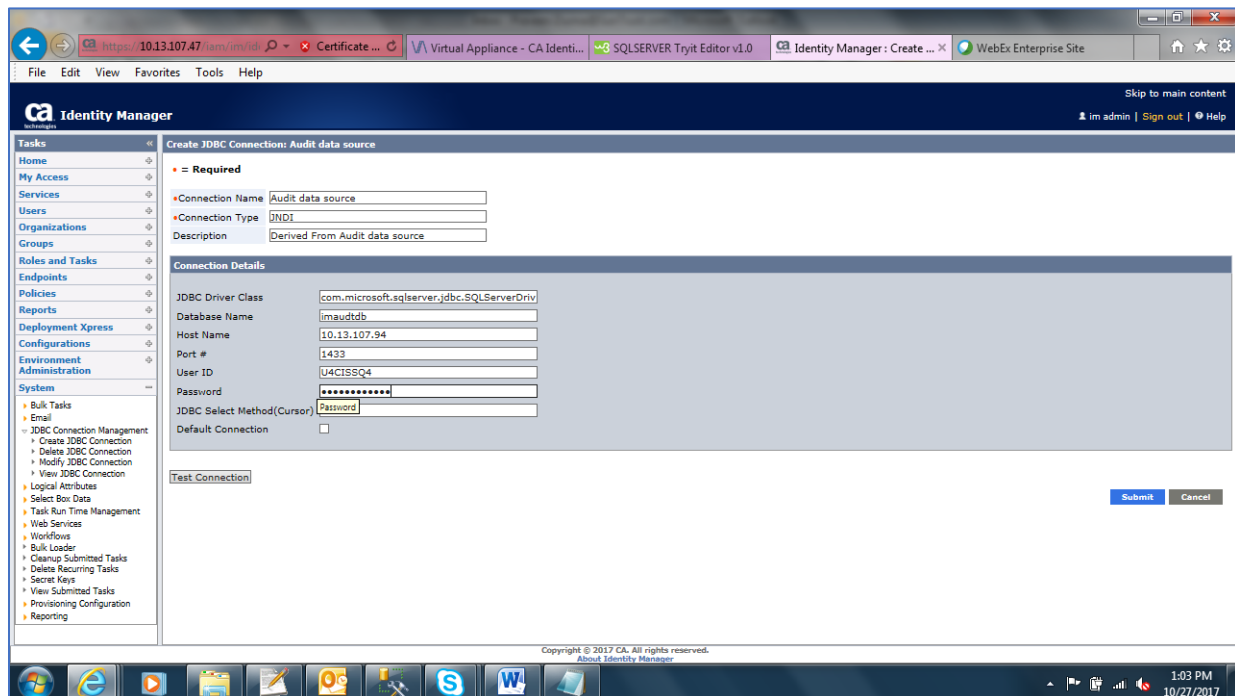 https://10.13.107.47/iam/im/idi Certificate ... Virtual Appliance - CA Identi... SQLSERVER Tryit Editor v1.0 Identity Manager : Create ... WebEx Enterprise Site
File Edit View Favorites Tools Help
Skip to main content
ca technologies Identity Manager
im admin | Sign out | Help
Tasks
Home
My Access
Services
Users
Organizations
Groups
Roles and Tasks
Endpoints
Policies
Reports
Deployment Xpress
Configurations
Environment
Administration
System
Bulk Tasks
Email
JDBC Connection Management
Create JDBC Connection
Delete JDBC Connection
Modify JDBC Connection
View JDBC Connection
Logical Attributes
Select Box Data
Task Run Time Management
Web Services
Workflows
Bulk Loader
Cleanup Submitted Tasks
Delete Recurring Tasks
Secret Keys
View Submitted Tasks
Provisioning Configuration
Reporting
Create JDBC Connection: Audit data source
• = Required
•Connection Name Audit data source
•Connection Type JNDI
Description Derived From Audit data source
Connection Details
JDBC Driver Class com.microsoft.sqlserver.jdbc.SQLServerDriv
Database Name imaudtdb
Host Name 10.13.107.94
Port # 1433
User ID U4CISSQ4
Password ••••••••••••
Password
JDBC Select Method(Cursor)
Default Connection
Test Connection
Submit Cancel
Copyright © 2017 CA. All rights reserved.
About Identity Manager
1:03 PM
10/27/2017